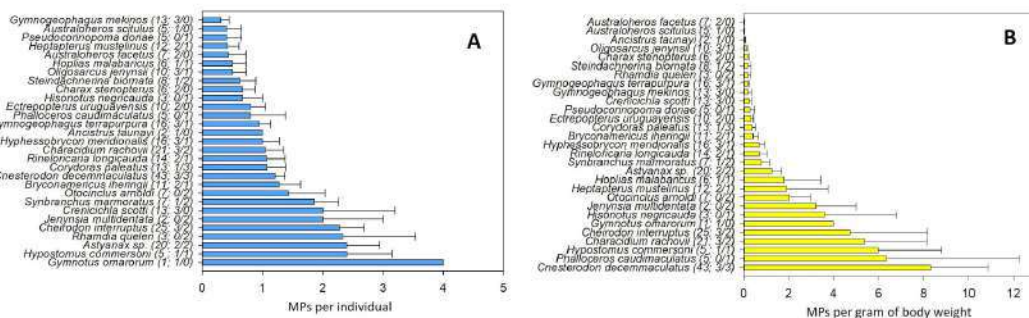 Gymnogeophagus mekinos (13; 3/0)
Australoheros scitulus (5; 1/0)
Pseudocorynopoma doriae (5; 0/1)
Heptapterus mustelinus (12; 2/1)
Australoheros facetus (7; 2/0)
Hoplias malabaricus (6; 1/1)
Oligosarcus jenynsii (10; 3/1)
Steindachnerina biornata (8; 1/2)
Charax stenopterus (6; 2/0)
Hisonotus negricauda (3; 0/1)
Ectrepopterus uruguayensis (10; 2/0)
Phalloceros caudimaculatus (5; 0/1)
ymnogeophagus terrapurpura (16; 3/1)
Ancistrus taunayi (2; 1/0)
Hyphessobrycon meridionalis (16; 3/1)
Characidium rachovii (21; 3/2)
Rineloricaria longicauda (14; 2/1)
Corydoras paleatus (13; 1/3)
Cnesterodon decemmaculatus (43; 3/3)
Bryconamericus iheringii (11; 2/1)
Otocinclus arnoldi (7; 0/2)
Synbranchus marmoratus (7; 1/2)
Crenicichla scotti (13; 3/0)
Jenynsia multidentata (2; 0/2)
Cheirodon interruptus (25; 3/2)
Rhamdia quelen (3; 0/2)
Astyanax sp. (20; 2/2)
Hypostomus commersoni (5; 1/1)
Gymnotus omarorum (1; 1/0)
A
0 1 2 3 4 5
MPs per individual
Australoheros facetus (7; 2/0)
Australoheros scitulus (5; 1/0)
Ancistrus taunayi (2; 1/0)
Oligosarcus jenynsii (10; 3/1)
Charax stenopterus (6; 2/0)
Steindachnerina biornata (8; 1/2)
Rhamdia quelen (3; 0/2)
Gymnogeophagus terrapurpura (16; 3/1)
Gymnogeophagus mekinos (13; 3/0)
Crenicichla scotti (13; 3/0)
Pseudocorynopoma doriae (5; 0/1)
Ectrepopterus uruguayensis (10; 2/0)
Corydoras paleatus (13; 1/3)
Bryconamericus iheringii (11; 2/1)
Hyphessobrycon meridionalis (16; 3/1)
Rineloricaria longicauda (14; 2/1)
Synbranchus marmoratus (7; 1/2)
Astyanax sp. (20; 2/2)
Hoplias malabaricus (6; 1/1)
Heptapterus mustelinus (12; 2/1)
Otocinclus arnoldi (7; 0/2)
Jenynsia multidentata (2; 0/2)
Hisonotus negricauda (3; 0/1)
Gymnotus omarorum (1; 1/0)
Cheirodon interruptus (25; 3/2)
Characidium rachovii (21; 3/2)
Hypostomus commersoni (5; 1/1)
Phalloceros caudimaculatus (5; 0/1)
Cnesterodon decemmaculatus (43; 3/3)
B
0 2 4 6 8 10 12
MPs per gram of body weight